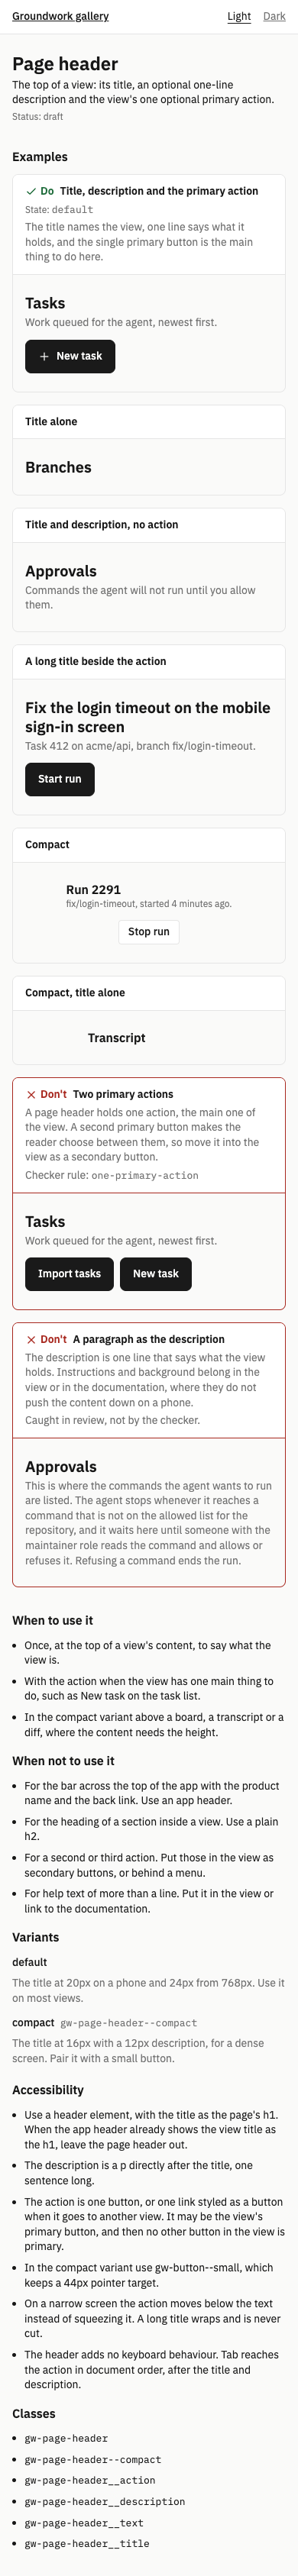 Groundwork gallery
Light Dark
Page header
The top of a view: its title, an optional one-line
description and the view's one optional primary action.
Status: draft
Examples
Do Title, description and the primary action
State: default
The title names the view, one line says what it
holds, and the single primary button is the main
thing to do here.
Tasks
Work queued for the agent, newest first.
New task
Title alone
Branches
Title and description, no action
Approvals
Commands the agent will not run until you allow
them.
A long title beside the action
Fix the login timeout on the mobile
sign-in screen
Task 412 on acme/api, branch fix/login-timeout.
Start run
Compact
Run 2291
fix/login-timeout, started 4 minutes ago.
Stop run
Compact, title alone
Transcript
Don't Two primary actions
A page header holds one action, the main one of
the view. A second primary button makes the
reader choose between them, so move it into the
view as a secondary button.
Checker rule: one-primary-action
Tasks
Work queued for the agent, newest first.
Import tasks New task
Don't A paragraph as the description
The description is one line that says what the view
holds. Instructions and background belong in the
view or in the documentation, where they do not
push the content down on a phone.
Caught in review, not by the checker.
Approvals
This is where the commands the agent wants to run
are listed. The agent stops whenever it reaches a
command that is not on the allowed list for the
repository, and it waits here until someone with the
maintainer role reads the command and allows or
refuses it. Refusing a command ends the run.
When to use it
Once, at the top of a view's content, to say what the
view is.
With the action when the view has one main thing to
do, such as New task on the task list.
In the compact variant above a board, a transcript or a
diff, where the content needs the height.
When not to use it
For the bar across the top of the app with the product
name and the back link. Use an app header.
For the heading of a section inside a view. Use a plain
h2.
For a second or third action. Put those in the view as
secondary buttons, or behind a menu.
For help text of more than a line. Put it in the view or
link to the documentation.
Variants
default
The title at 20px on a phone and 24px from 768px. Use it
on most views.
compact gw-page-header--compact
The title at 16px with a 12px description, for a dense
screen. Pair it with a small button.
Accessibility
Use a header element, with the title as the page's h1.
When the app header already shows the view title as
the h1, leave the page header out.
The description is a p directly after the title, one
sentence long.
The action is one button, or one link styled as a button
when it goes to another view. It may be the view's
primary button, and then no other button in the view is
primary.
In the compact variant use gw-button--small, which
keeps a 44px pointer target.
On a narrow screen the action moves below the text
instead of squeezing it. A long title wraps and is never
cut.
The header adds no keyboard behaviour. Tab reaches
the action in document order, after the title and
description.
Classes
gw-page-header
gw-page-header--compact
gw-page-header__action
gw-page-header__description
gw-page-header__text
gw-page-header__title